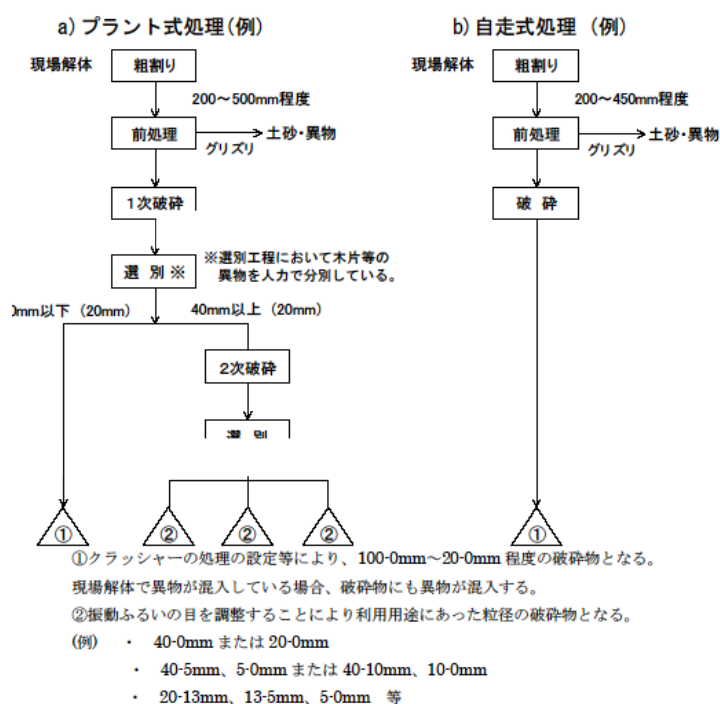 a) プラント式処理(例)
現場解体
粗割り
200～500mm程度
前処理
土砂・異物
グリズリ
1次破砕
選 別 ※
※選別工程において木片等の
異物を人力で分別している。
0mm以下（20mm）
40mm以上（20mm）
2次破砕
選 別
①
②
②
②
b) 自走式処理（例）
現場解体
粗割り
200～450mm程度
前処理
土砂・異物
グリズリ
破 砕
①
①クラッシャーの処理の設定等により、100-0mm～20-0mm 程度の破砕物となる。
現場解体で異物が混入している場合、破砕物にも異物が混入する。
②振動ふるいの目を調整することにより利用用途にあった粒径の破砕物となる。
(例) ・ 40-0mm または 20-0mm
・ 40-5mm、5-0mm または 40-10mm、10-0mm
・ 20-13mm、13-5mm、5-0mm 等